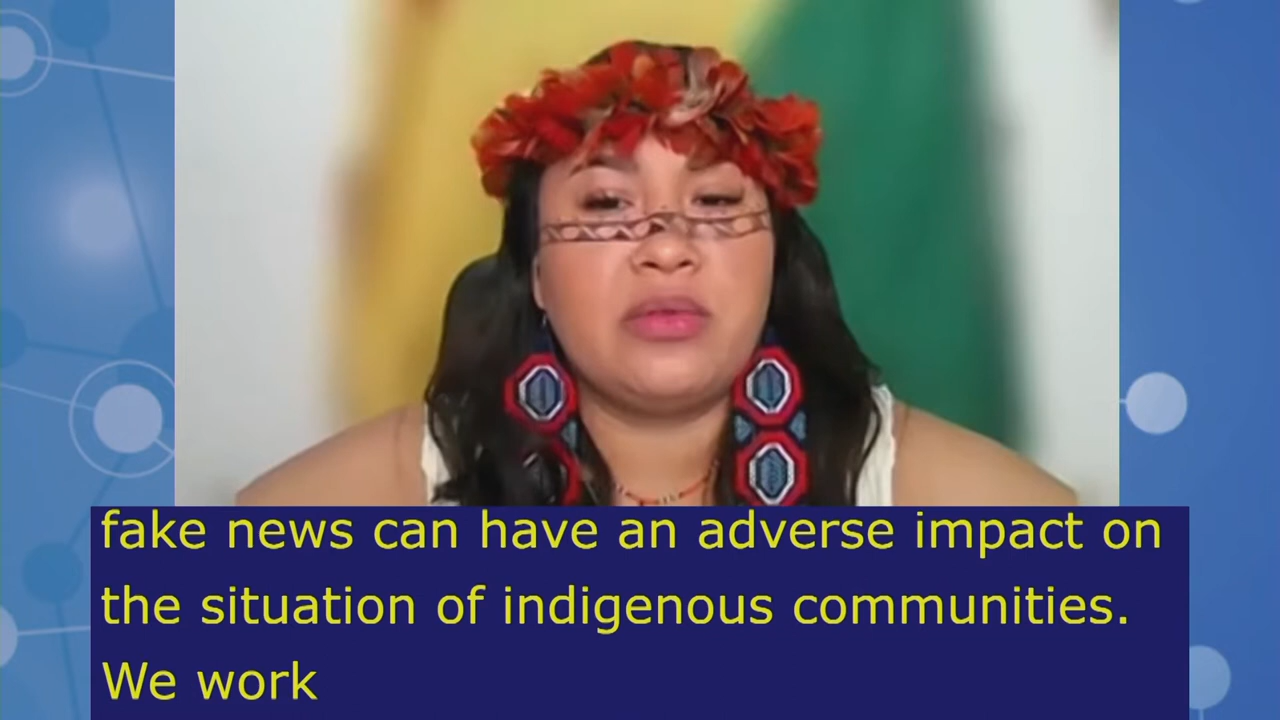 fake news can have an adverse impact on
the situation of indigenous communities.
We work